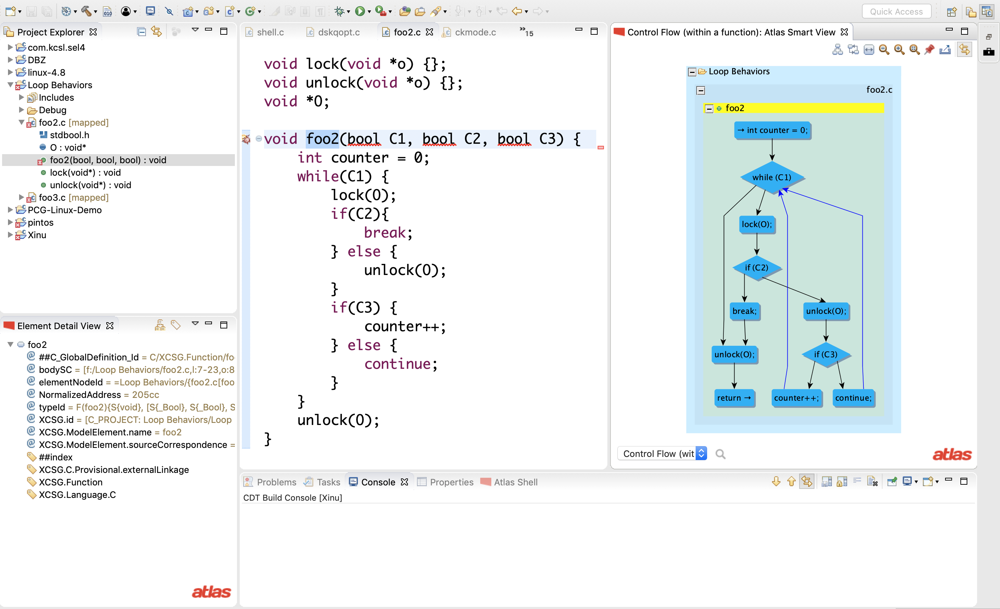 Quick Access
Project Explorer
com.kcsl.sel4
DBZ
linux-4.8
Loop Behaviors
Includes
Debug
foo2.c [mapped]
stdbool.h
O : void*
foo2(bool, bool, bool) : void
lock(void*) : void
unlock(void*) : void
foo3.c [mapped]
PCG-Linux-Demo
pintos
Xinu
Element Detail View
foo2
##C_GlobalDefinition_Id = C/XCSG.Function/fo
bodySC = [f:/Loop Behaviors/foo2.c,l:7-23,o:8
elementNodeId = =Loop Behaviors/{foo2.c[foo
NormalizedAddress = 205cc
typeId = F(foo2){S{void}, [S{_Bool}, S{_Bool}, S
XCSG.id = [C_PROJECT: Loop Behaviors/Loop
XCSG.ModelElement.name = foo2
XCSG.ModelElement.sourceCorrespondence =
##index
XCSG.C.Provisional.externalLinkage
XCSG.Function
XCSG.Language.C
atlas
shell.c dskqopt.c foo2.c ckmode.c »15
void lock(void *o) {};
void unlock(void *o) {};
void *O;
void foo2(bool C1, bool C2, bool C3) {
int counter = 0;
while(C1) {
lock(O);
if(C2){
break;
} else {
unlock(O);
}
if(C3) {
counter++;
} else {
continue;
}
}
unlock(O);
}
Control Flow (within a function): Atlas Smart View
Loop Behaviors
foo2.c
foo2
→ int counter = 0;
while (C1)
lock(O);
if (C2)
break; unlock(O);
unlock(O); if (C3)
return → counter++; continue;
Control Flow (wit
atlas
Problems Tasks Console Properties Atlas Shell
CDT Build Console [Xinu]